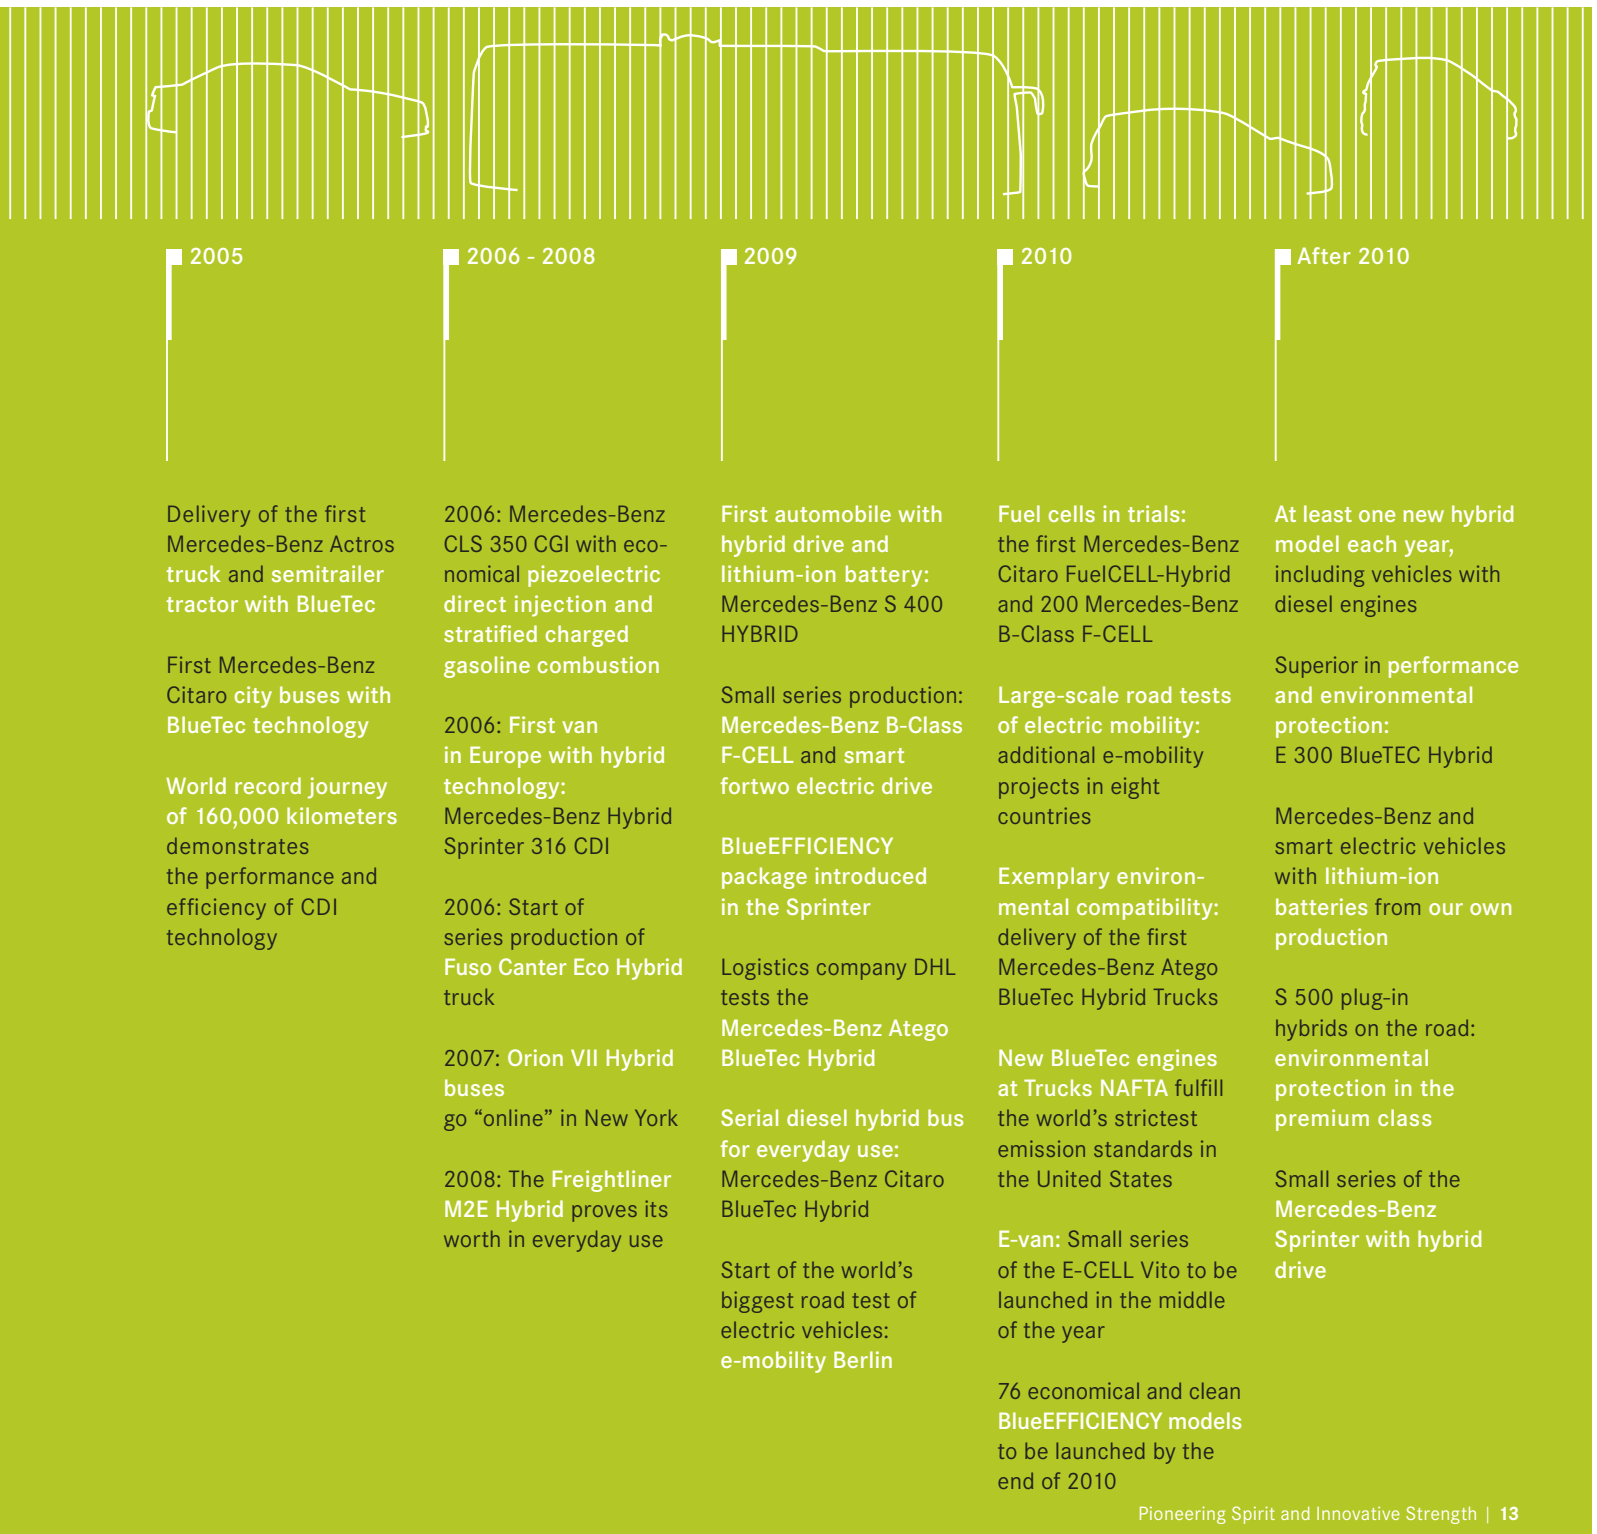 2005
Delivery of the first
Mercedes-Benz Actros
truck and semitrailer
tractor with BlueTec
First Mercedes-Benz
Citaro city buses with
BlueTec technology
World record journey
of 160,000 kilometers
demonstrates
the performance and
efficiency of CDI
technology
2006 - 2008
2006: Mercedes-Benz
CLS 350 CGI with eco-
nomical piezoelectric
direct injection and
stratified charged
gasoline combustion
2006: First van
in Europe with hybrid
technology:
Mercedes-Benz Hybrid
Sprinter 316 CDI
2006: Start of
series production of
Fuso Canter Eco Hybrid
truck
2007: Orion VII Hybrid
buses
go “online” in New York
2008: The Freightliner
M2E Hybrid proves its
worth in everyday use
2009
First automobile with
hybrid drive and
lithium-ion battery:
Mercedes-Benz S 400
HYBRID
Small series production:
Mercedes-Benz B-Class
F-CELL and smart
fortwo electric drive
BlueEFFICIENCY
package introduced
in the Sprinter
Logistics company DHL
tests the
Mercedes-Benz Atego
BlueTec Hybrid
Serial diesel hybrid bus
for everyday use:
Mercedes-Benz Citaro
BlueTec Hybrid
Start of the world’s
biggest road test of
electric vehicles:
e-mobility Berlin
2010
Fuel cells in trials:
the first Mercedes-Benz
Citaro FuelCELL-Hybrid
and 200 Mercedes-Benz
B-Class F-CELL
Large-scale road tests
of electric mobility:
additional e-mobility
projects in eight
countries
Exemplary environ-
mental compatibility:
delivery of the first
Mercedes-Benz Atego
BlueTec Hybrid Trucks
New BlueTec engines
at Trucks NAFTA fulfill
the world’s strictest
emission standards in
the United States
E-van: Small series
of the E-CELL Vito to be
launched in the middle
of the year
76 economical and clean
BlueEFFICIENCY models
to be launched by the
end of 2010
After 2010
At least one new hybrid
model each year,
including vehicles with
diesel engines
Superior in performance
and environmental
protection:
E 300 BlueTEC Hybrid
Mercedes-Benz and
smart electric vehicles
with lithium-ion
batteries from our own
production
S 500 plug-in
hybrids on the road:
environmental
protection in the
premium class
Small series of the
Mercedes-Benz
Sprinter with hybrid
drive
Pioneering Spirit and Innovative Strength | 13